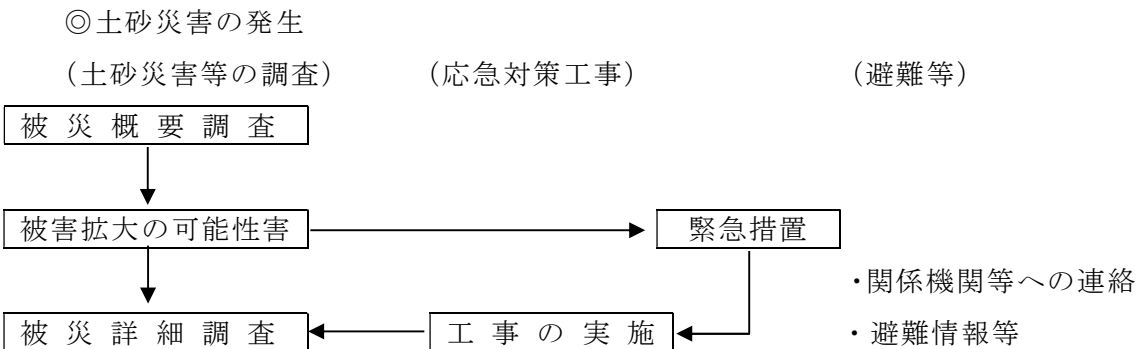 ◎土砂災害の発生
(土砂災害等の調査) (応急対策工事) (避難等)
被災概要調査
被害拡大の可能性害 緊急措置
・関係機関等への連絡
被災詳細調査 工事の実施 ・避難情報等